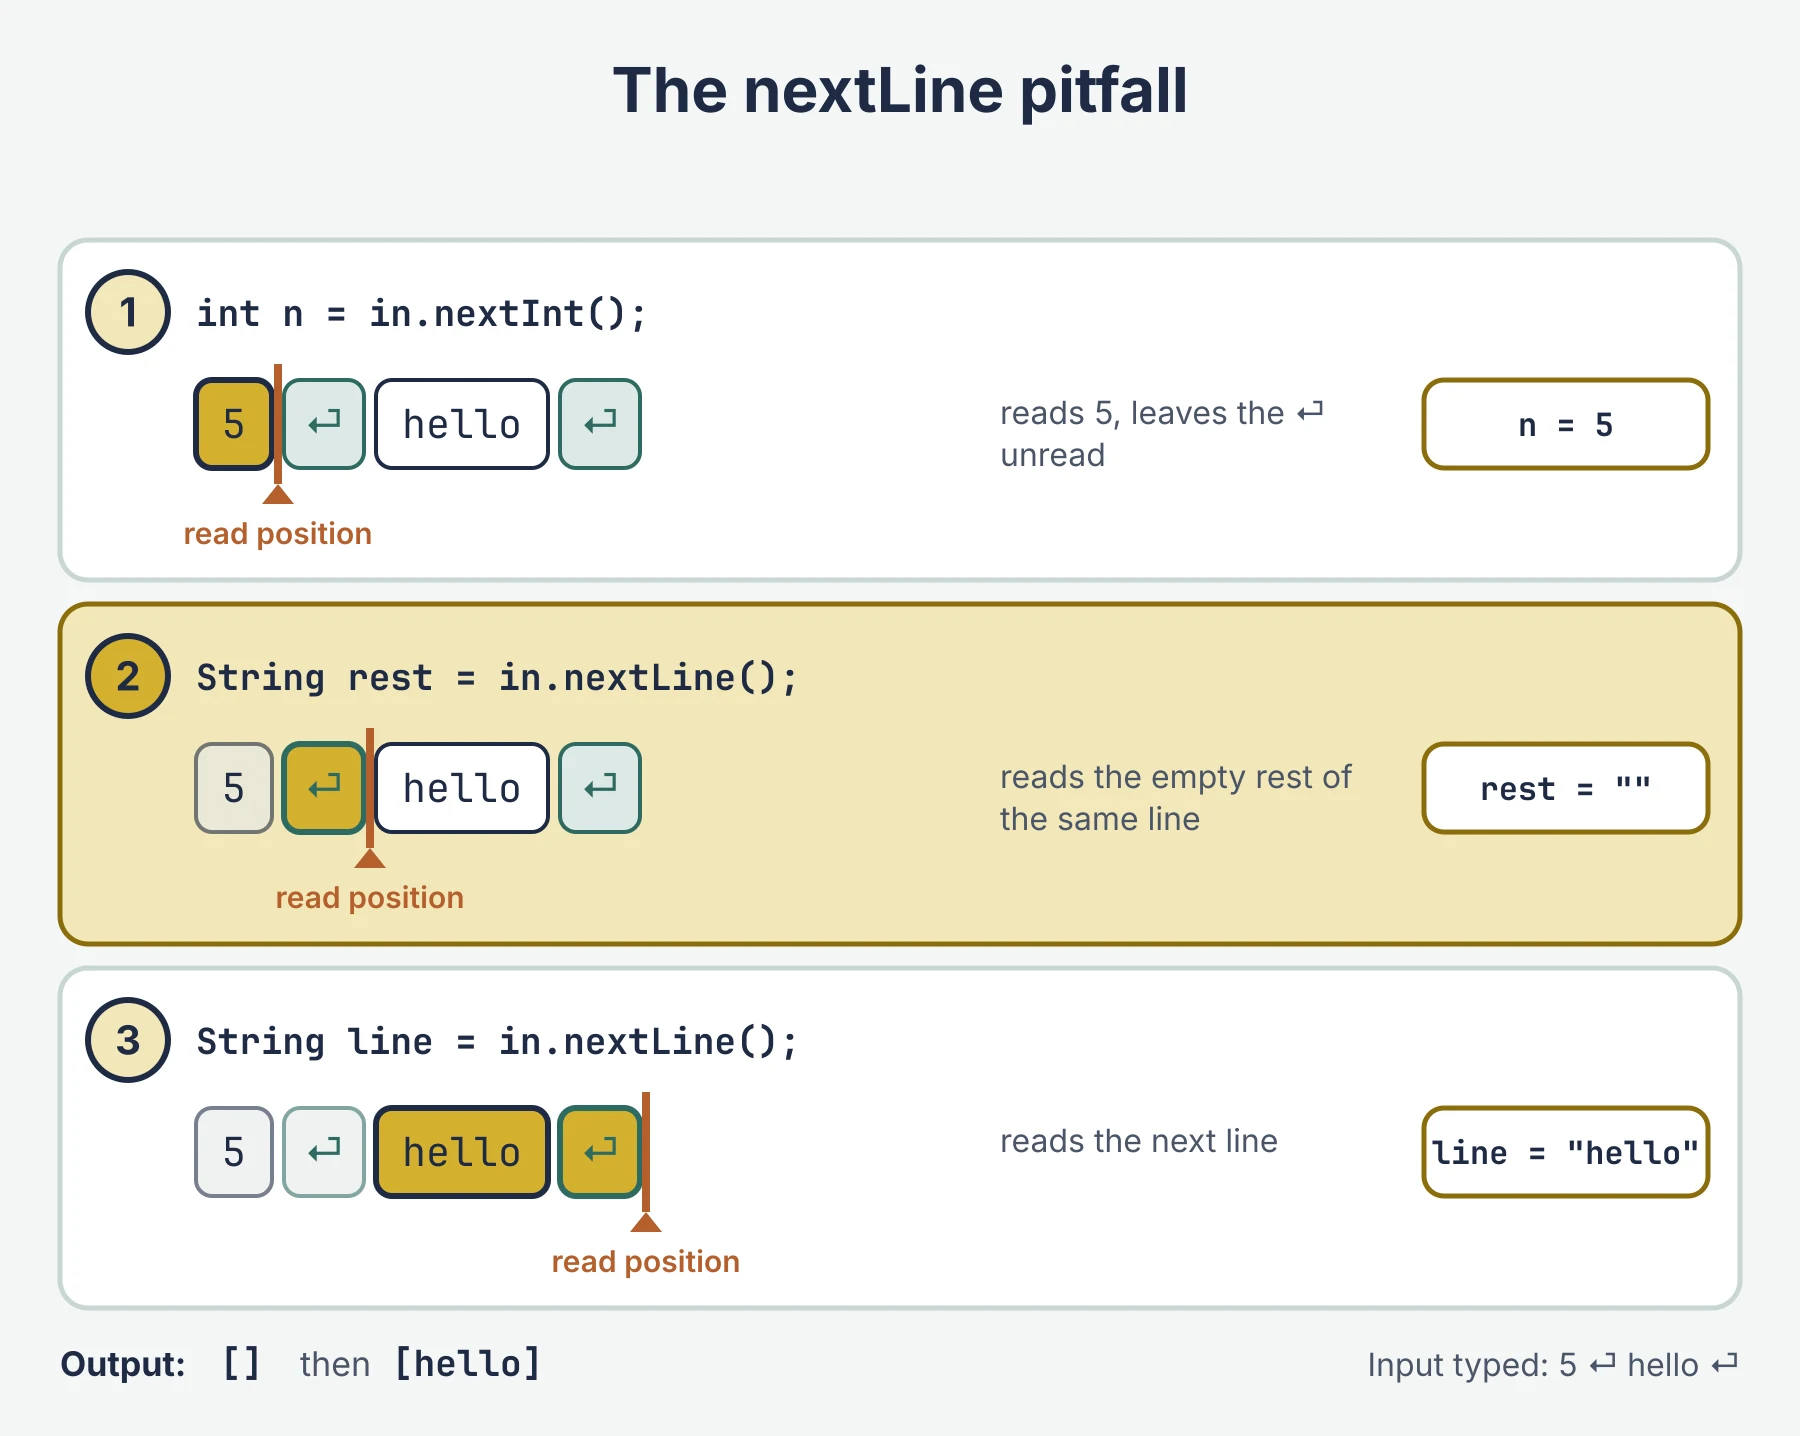 The nextLine pitfall
1 int n = in.nextInt();
5 ⏎ hello ⏎
reads 5, leaves the ⏎
unread
n = 5
read position
2 String rest = in.nextLine();
5 ⏎ hello ⏎
reads the empty rest of
the same line
rest = ""
read position
3 String line = in.nextLine();
5 ⏎ hello ⏎
reads the next line
line = "hello"
read position
Output: [] then [hello]
Input typed: 5 ⏎ hello ⏎